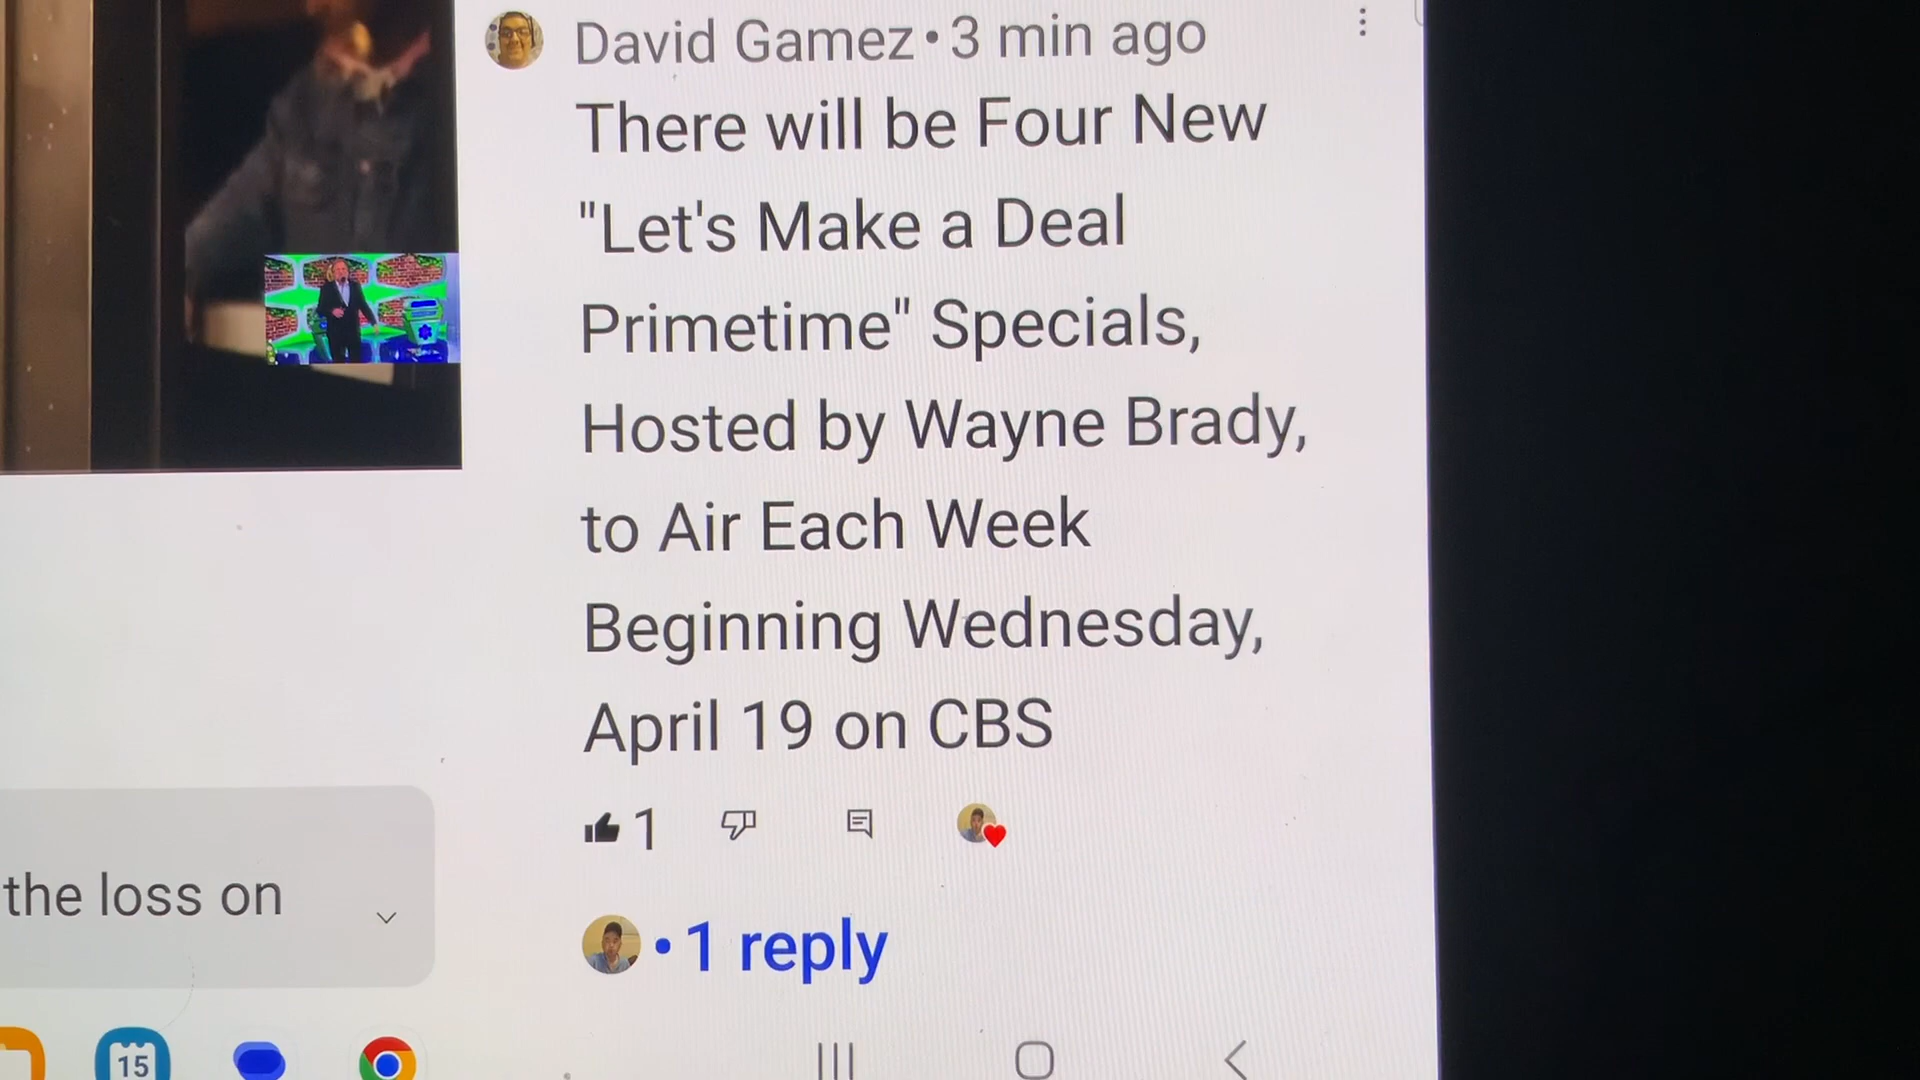 David Gamez • 3 min ago
There will be Four New
"Let's Make a Deal
Primetime" Specials,
Hosted by Wayne Brady,
to Air Each Week
Beginning Wednesday,
April 19 on CBS
1
• 1 reply
the loss on
15